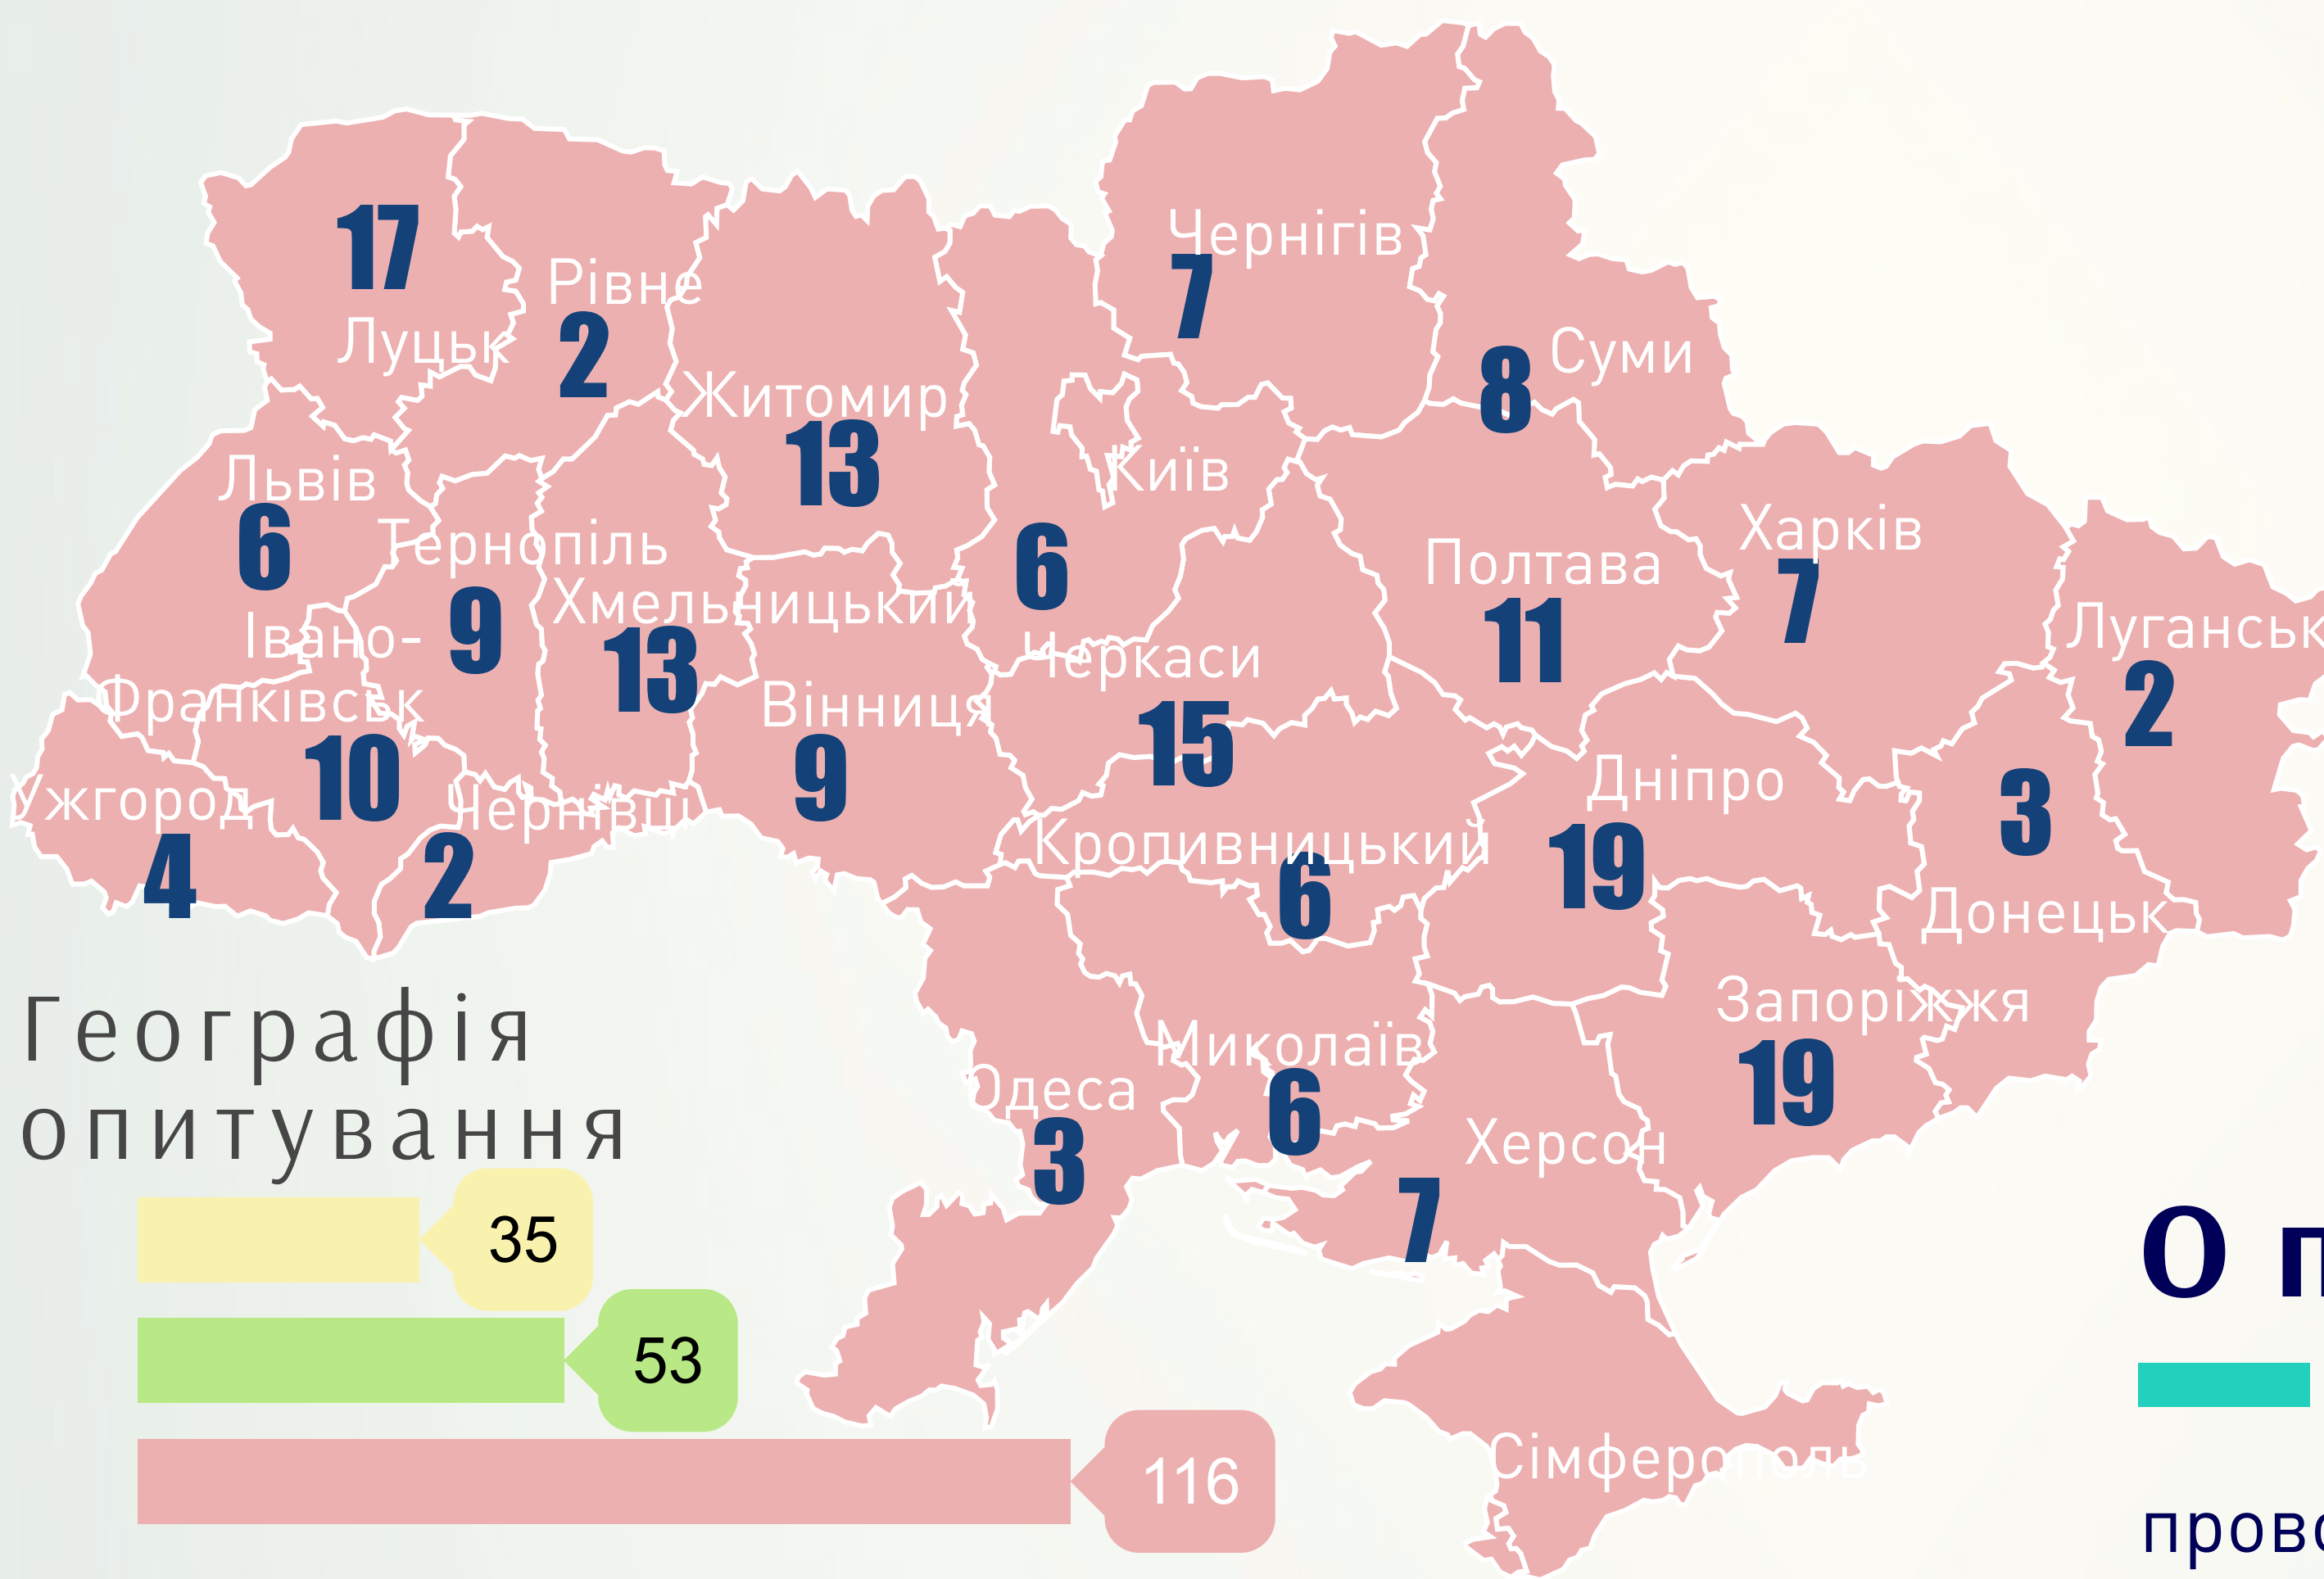 Чернігів
7
17
Рівне
Луцьк
2
Суми
8
Житомир
13
Львів
6
Київ
6
Харків
7
Тернопіль
9
Полтава
11
Хмельницький
13
Івано-
Франківськ
10
Черкаси
15
Луганськ
2
Вінниця
9
Ужгород
4
Чернівці
2
Дніпро
19
3
Донецьк
Кропивницький
6
Запоріжжя
19
Миколаїв
6
Одеса
3
Херсон
7
Сімферополь
Географія
опитування
35
53
116
О
прово